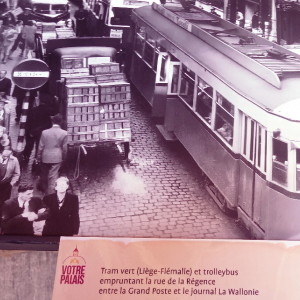 VOTRE
PALAIS
Tram vert (Liège-Flémalle) et trolleybus
empruntant la rue de la Régence
entre la Grand Poste et le journal La Wallonie